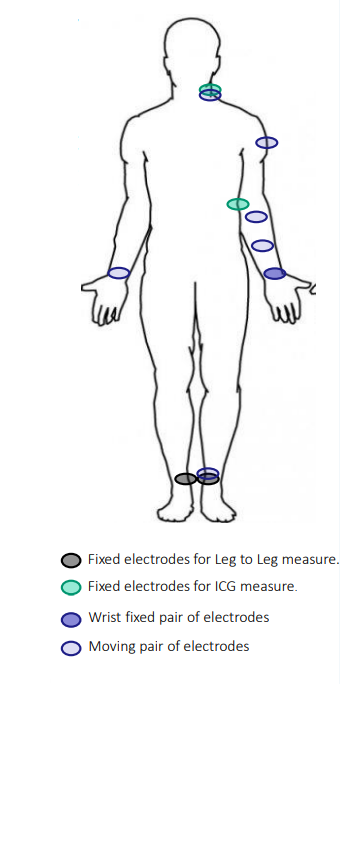 Fixed electrodes for Leg to Leg measure.
Fixed electrodes for ICG measure.
Wrist fixed pair of electrodes
Moving pair of electrodes